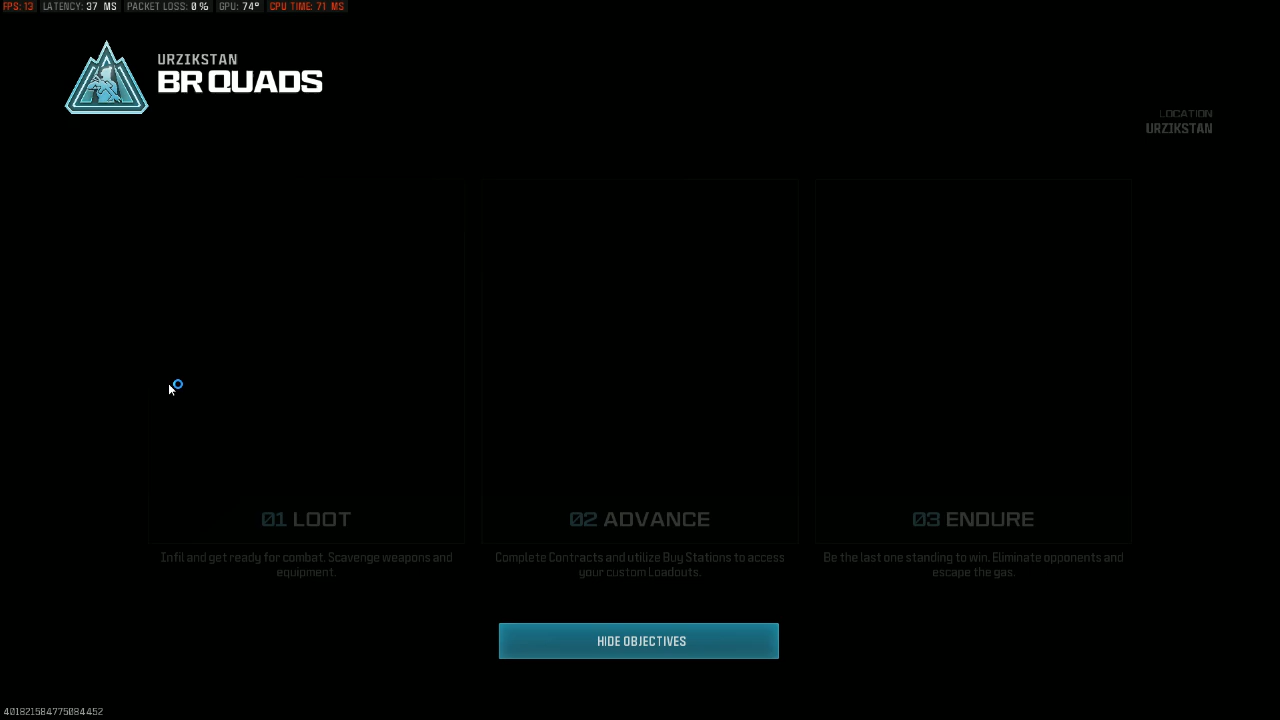 FPS: 13 LATENCY: 37 MS PACKET LOSS: 0 % GPU: 74° CPU TIME: 71 MS
URZIKSTAN
BR QUADS
LOCATION
URZIKSTAN
01 LOOT
Infil and get ready for combat. Scavenge weapons and
equipment.
02 ADVANCE
Complete Contracts and utilize Buy Stations to access
your custom Loadouts.
03 ENDURE
Be the last one standing to win. Eliminate opponents and
escape the gas.
HIDE OBJECTIVES
401821584775084452